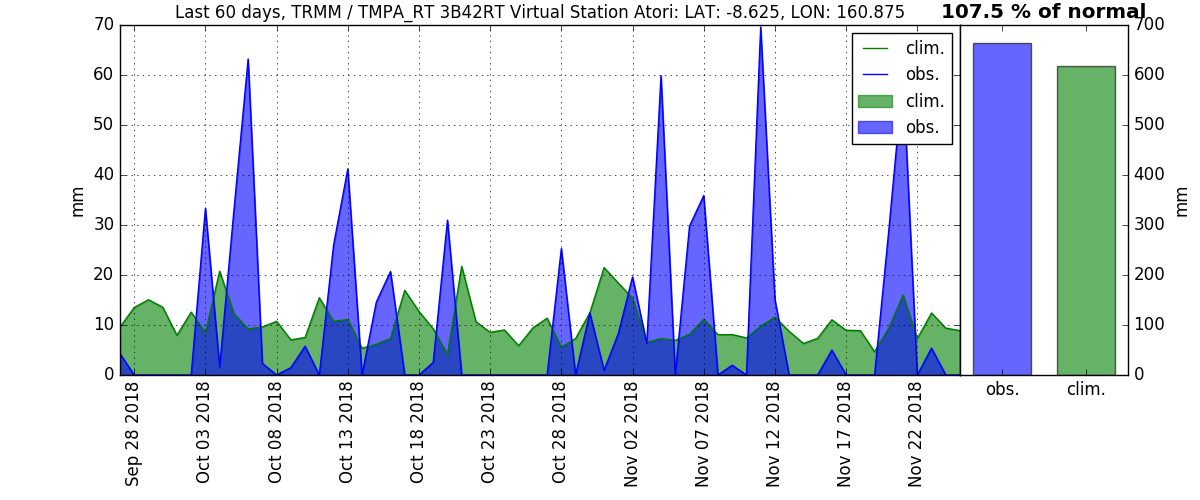 Last 60 days, TRMM / TMPA_RT 3B42RT Virtual Station Atori: LAT: -8.625, LON: 160.875
107.5 % of normal
70
60
50
40
30
20
10
0
mm
clim.
obs.
clim.
obs.
Sep 28 2018
Oct 03 2018
Oct 08 2018
Oct 13 2018
Oct 18 2018
Oct 23 2018
Oct 28 2018
Nov 02 2018
Nov 07 2018
Nov 12 2018
Nov 17 2018
Nov 22 2018
700
600
500
400
300
200
100
0
mm
obs.
clim.